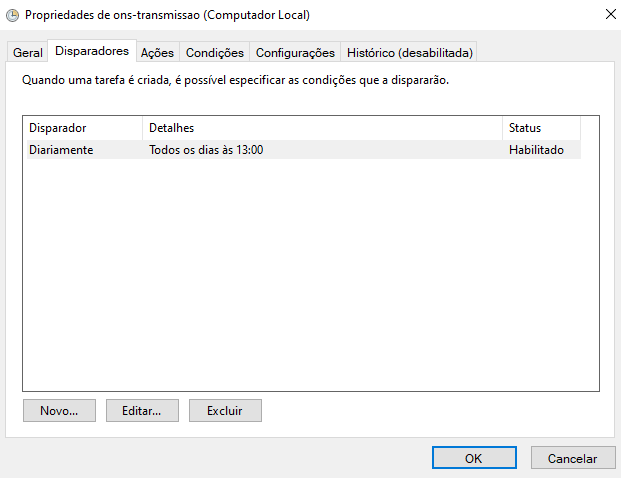 Propriedades de ons-transmissao (Computador Local)
Geral Disparadores Ações Condições Configurações Histórico (desabilitada)
Quando uma tarefa é criada, é possível especificar as condições que a dispararão.
Disparador Detalhes Status
Diariamente Todos os dias às 13:00 Habilitado
Novo... Editar... Excluir
OK Cancelar